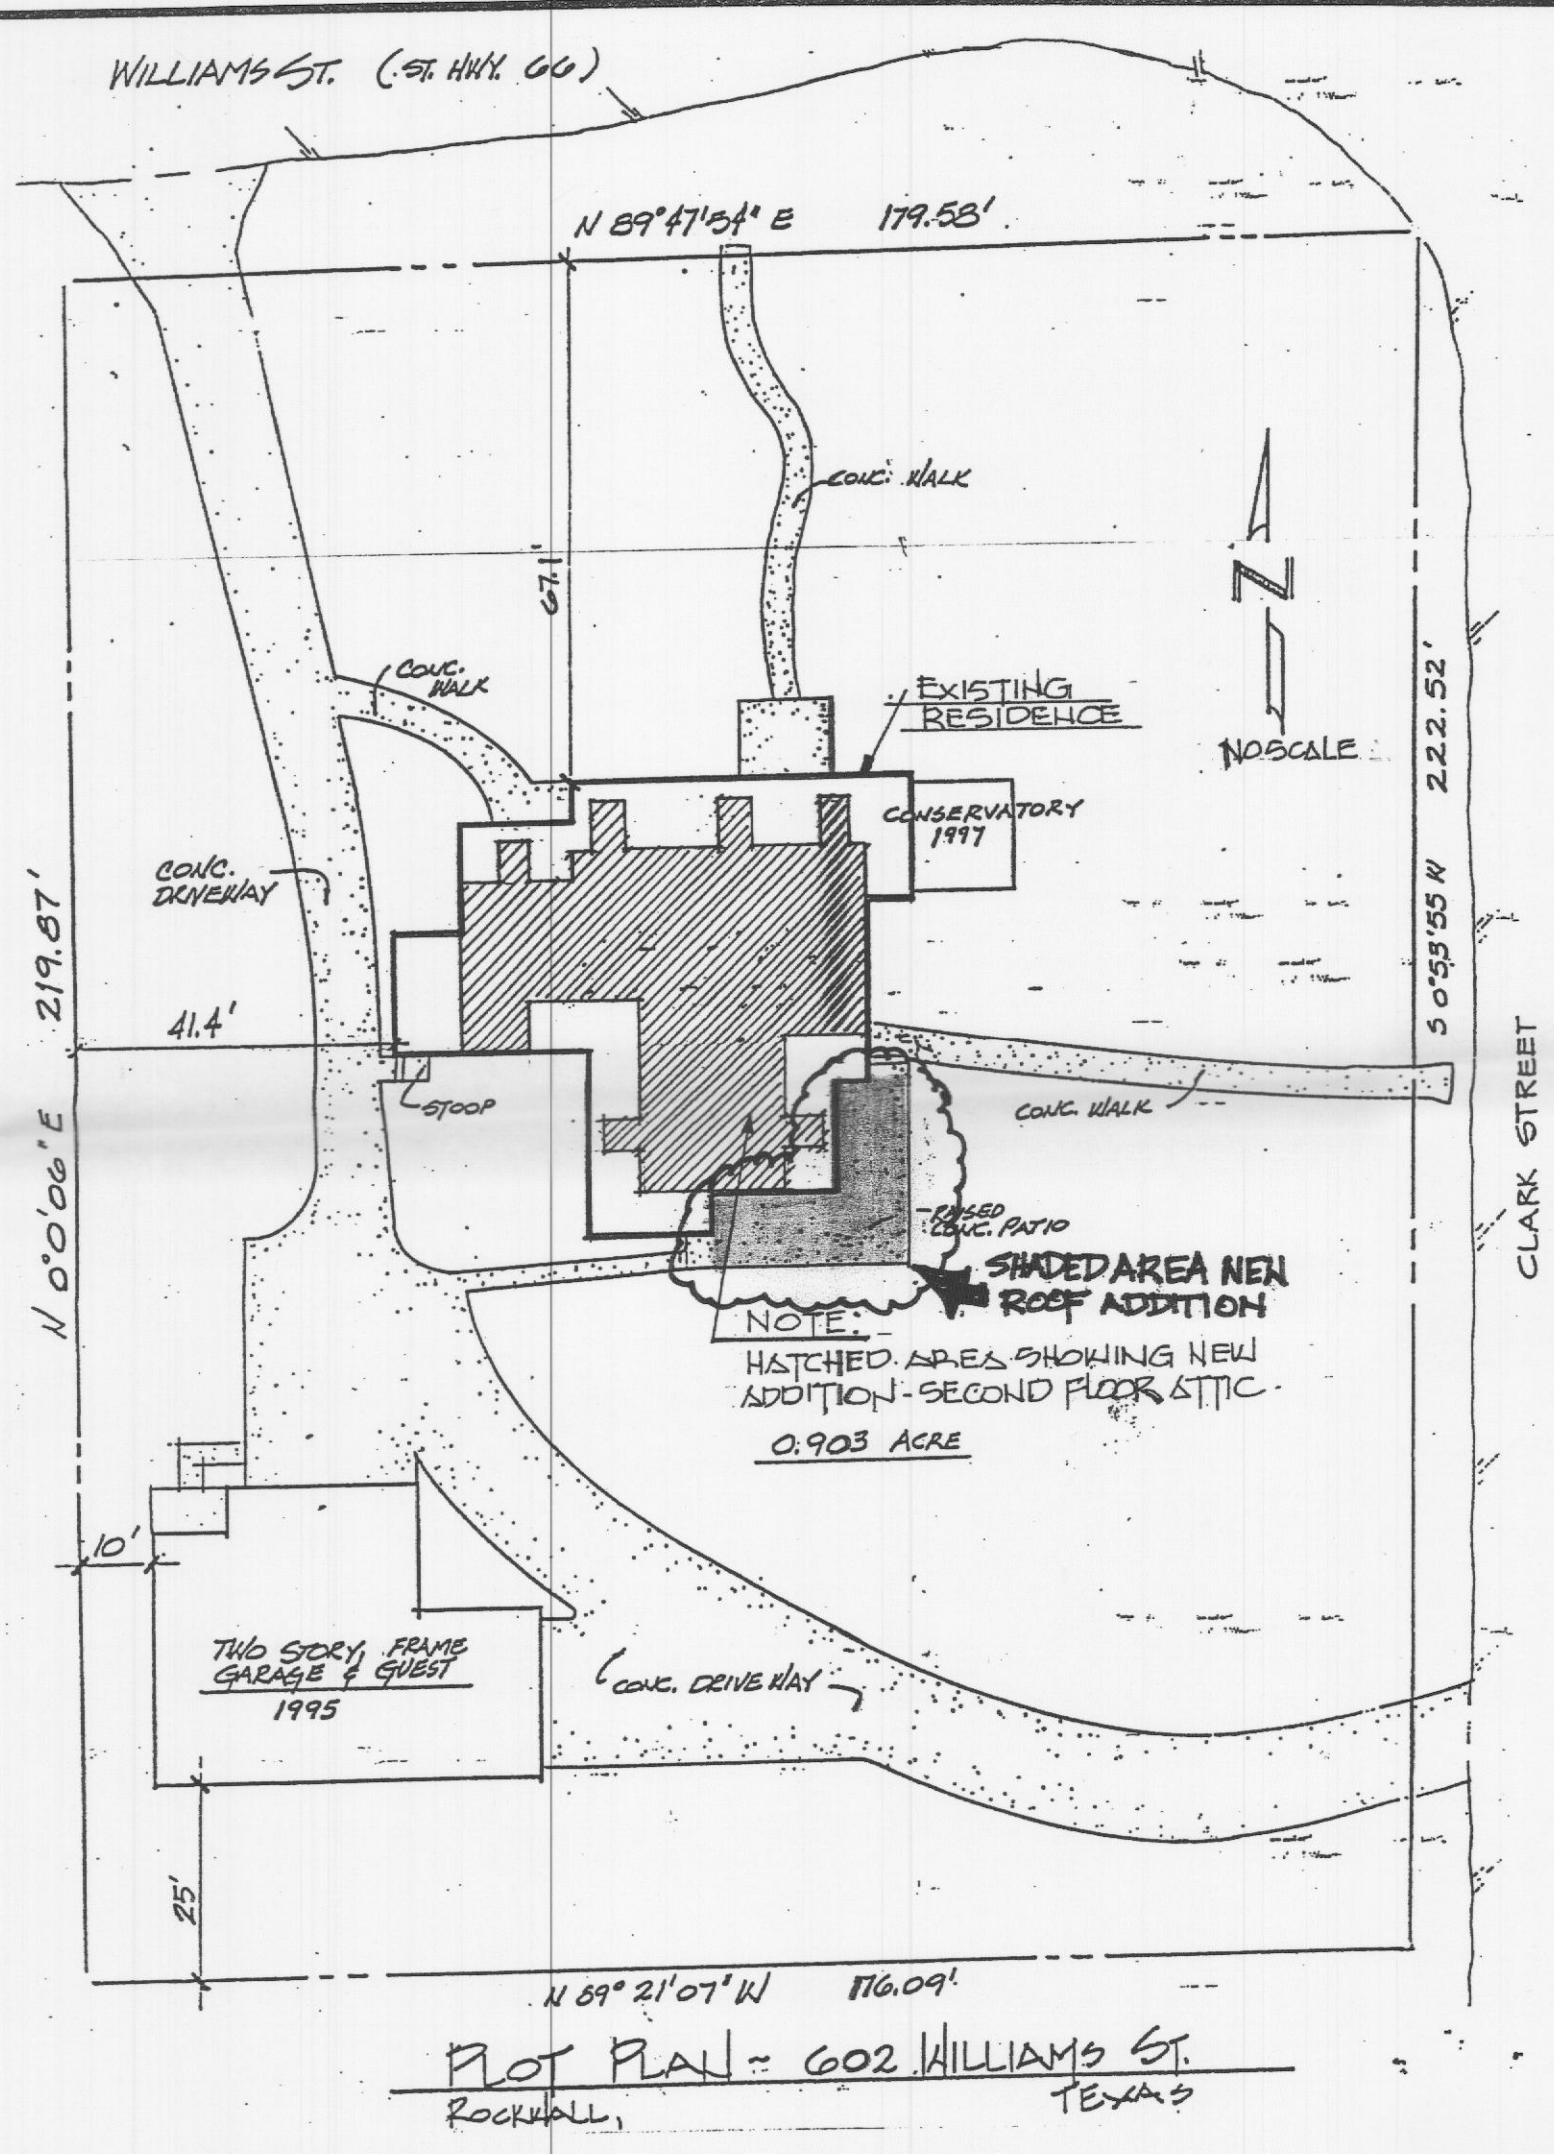 WILLIAMS ST. (ST. HWY. 66)
N 89°47'54" E 179.58'
CONC. WALK
67.1'
CONC.
WALK
EXISTING
RESIDENCE
N
NO SCALE
CONSERVATORY
1997
CONC.
DRIVEWAY
N 0°0'06" E 219.87'
S 0°53'55 W 222.52'
41.4'
STOOP
CONC. WALK
CLARK STREET
RAISED
CONC. PATIO
SHADED AREA NEW
ROOF ADDITION
NOTE:
HATCHED AREA SHOWING NEW
ADDITION - SECOND FLOOR ATTIC.
0.903 ACRE
10'
TWO STORY, FRAME
GARAGE & GUEST
1995
CONC. DRIVEWAY
25'
N 89° 21'07" W 176.09'
PLOT PLAN ~ 602 WILLIAMS ST.
ROCKWALL, TEXAS